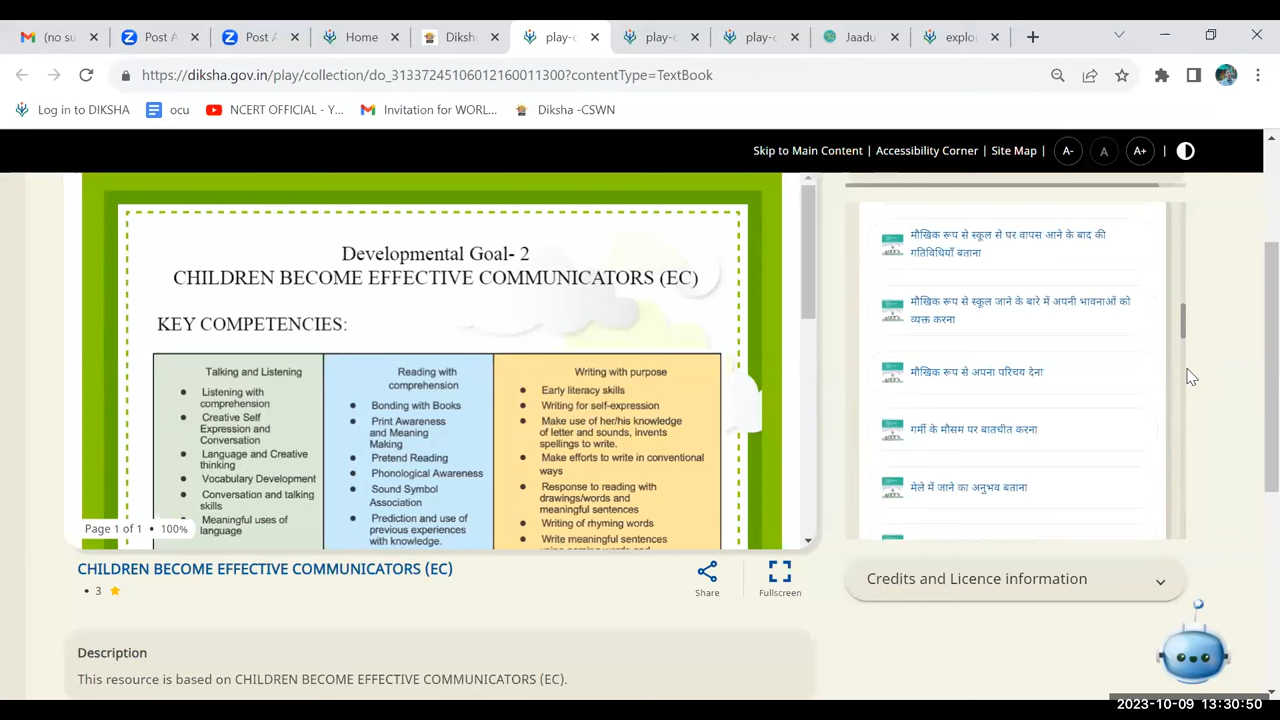 (no su
Post A
Post A
Home
Diksh
play-c
play-c
play-c
Jaadu
explo
https://diksha.gov.in/play/collection/do_31337245106012160011300?contentType=TextBook
Log in to DIKSHA
ocu
NCERT OFFICIAL - Y...
Invitation for WORL...
Diksha -CSWN
Skip to Main Content |
Accessibility Corner |
Site Map |
A-
A
A+
|
Developmental Goal- 2
CHILDREN BECOME EFFECTIVE COMMUNICATORS (EC)
KEY COMPETENCIES:
Talking and Listening
● Listening with
comprehension
● Creative Self
Expression and
Conversation
● Language and Creative
thinking
● Vocabulary Development
● Conversation and talking
skills
● Meaningful uses of
language
Reading with
comprehension
● Bonding with Books
● Print Awareness
and Meaning
Making
● Pretend Reading
● Phonological Awareness
● Sound Symbol
Association
● Prediction and use of
previous experiences
with knowledge.
Writing with purpose
● Early literacy skills
● Writing for self-expression
● Make use of her/his knowledge
of letter and sounds, invents
spellings to write.
● Make efforts to write in conventional
ways
● Response to reading with
drawings/words and
meaningful sentences
● Writing of rhyming words
● Write meaningful sentences
Page 1 of 1 • 100%
CHILDREN BECOME EFFECTIVE COMMUNICATORS (EC)
• 3
Share
Fullscreen
Description
This resource is based on CHILDREN BECOME EFFECTIVE COMMUNICATORS (EC).
मौखिक रूप से स्कूल से घर वापस आने के बाद की
गतिविधियाँ बताना
मौखिक रूप से स्कूल जाने के बारे में अपनी भावनाओं को
व्यक्त करना
मौखिक रूप से अपना परिचय देना
गर्मी के मौसम पर बातचीत करना
मेले में जाने का अनुभव बताना
Credits and Licence information
2023-10-09 13:30:50